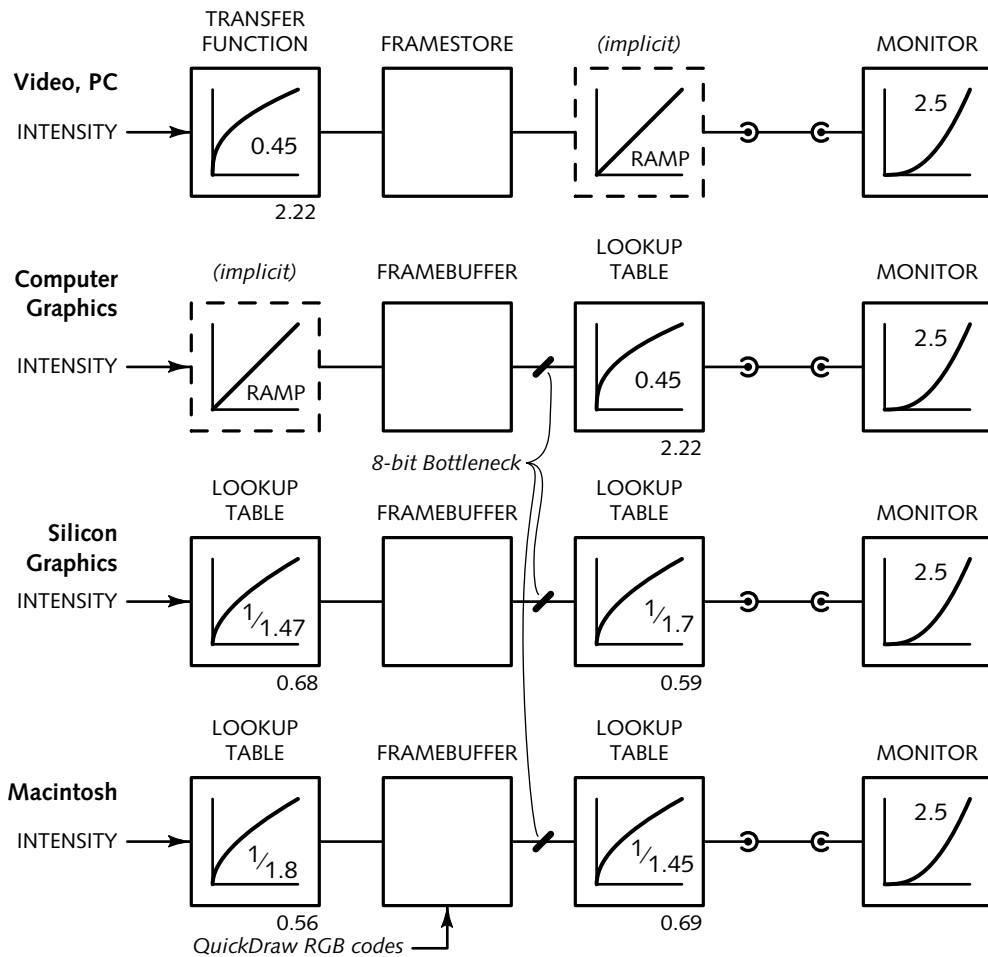 TRANSFER
FUNCTION
FRAMESTORE
(implicit)
MONITOR
Video, PC
INTENSITY
0.45
RAMP
2.5
2.22
Computer
Graphics
(implicit)
FRAMEBUFFER
LOOKUP
TABLE
MONITOR
INTENSITY
RAMP
0.45
2.5
2.22
8-bit Bottleneck
Silicon
Graphics
LOOKUP
TABLE
FRAMEBUFFER
LOOKUP
TABLE
MONITOR
INTENSITY
1/1.47
1/1.7
2.5
0.68
0.59
Macintosh
LOOKUP
TABLE
FRAMEBUFFER
LOOKUP
TABLE
MONITOR
INTENSITY
1/1.8
1/1.45
2.5
0.56
0.69
QuickDraw RGB codes